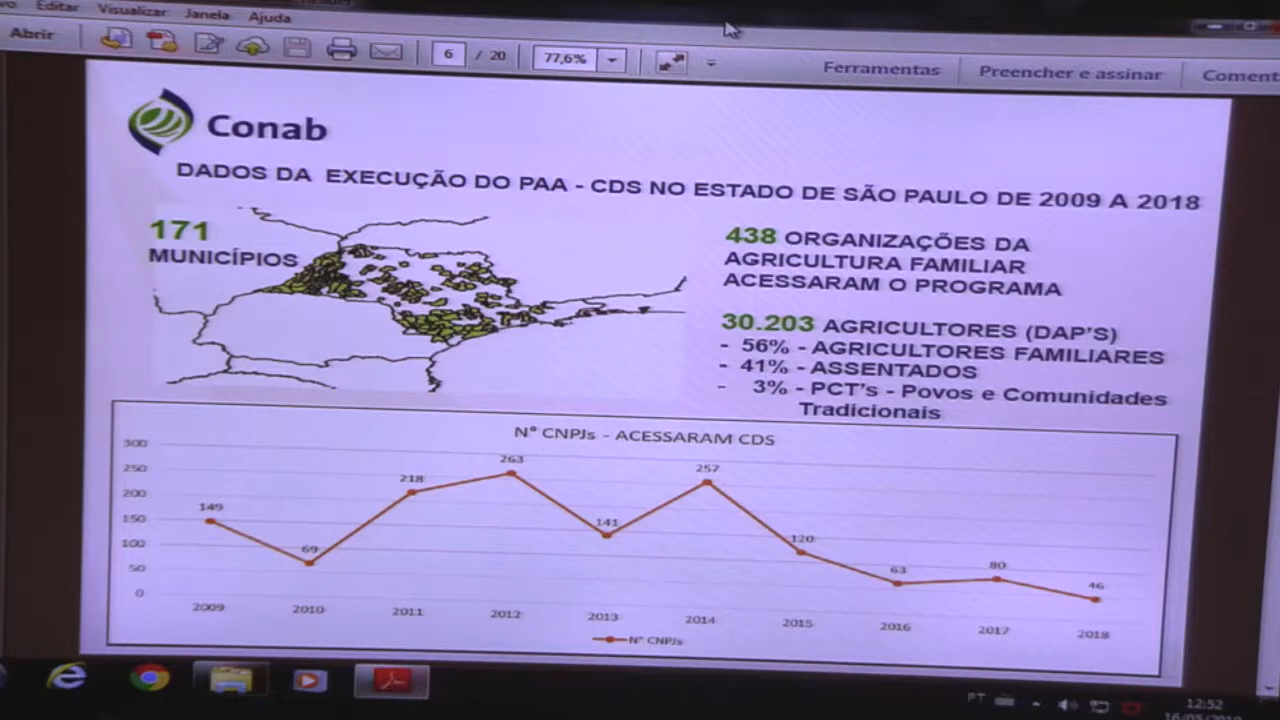 Editar Visualizar Janela Ajuda
Abrir
6 / 20
77,6%
Ferramentas
Preencher e assinar
Conab
DADOS DA EXECUÇÃO DO PAA - CDS NO ESTADO DE SÃO PAULO DE 2009 A 2018
171
MUNICÍPIOS
438 ORGANIZAÇÕES DA
AGRICULTURA FAMILIAR
ACESSARAM O PROGRAMA
30.203 AGRICULTORES (DAP'S)
- 56% - AGRICULTORES FAMILIARES
- 41% - ASSENTADOS
- 3% - PCT's - Povos e Comunidades
Tradicionais
N° CNPJs - ACESSARAM CDS
300
250
200
150
100
50
0
149
69
218
263
141
257
120
63
80
46
2009 2010 2011 2012 2013 2014 2015 2016 2017 2018
N° CNPJs
PT
12:52